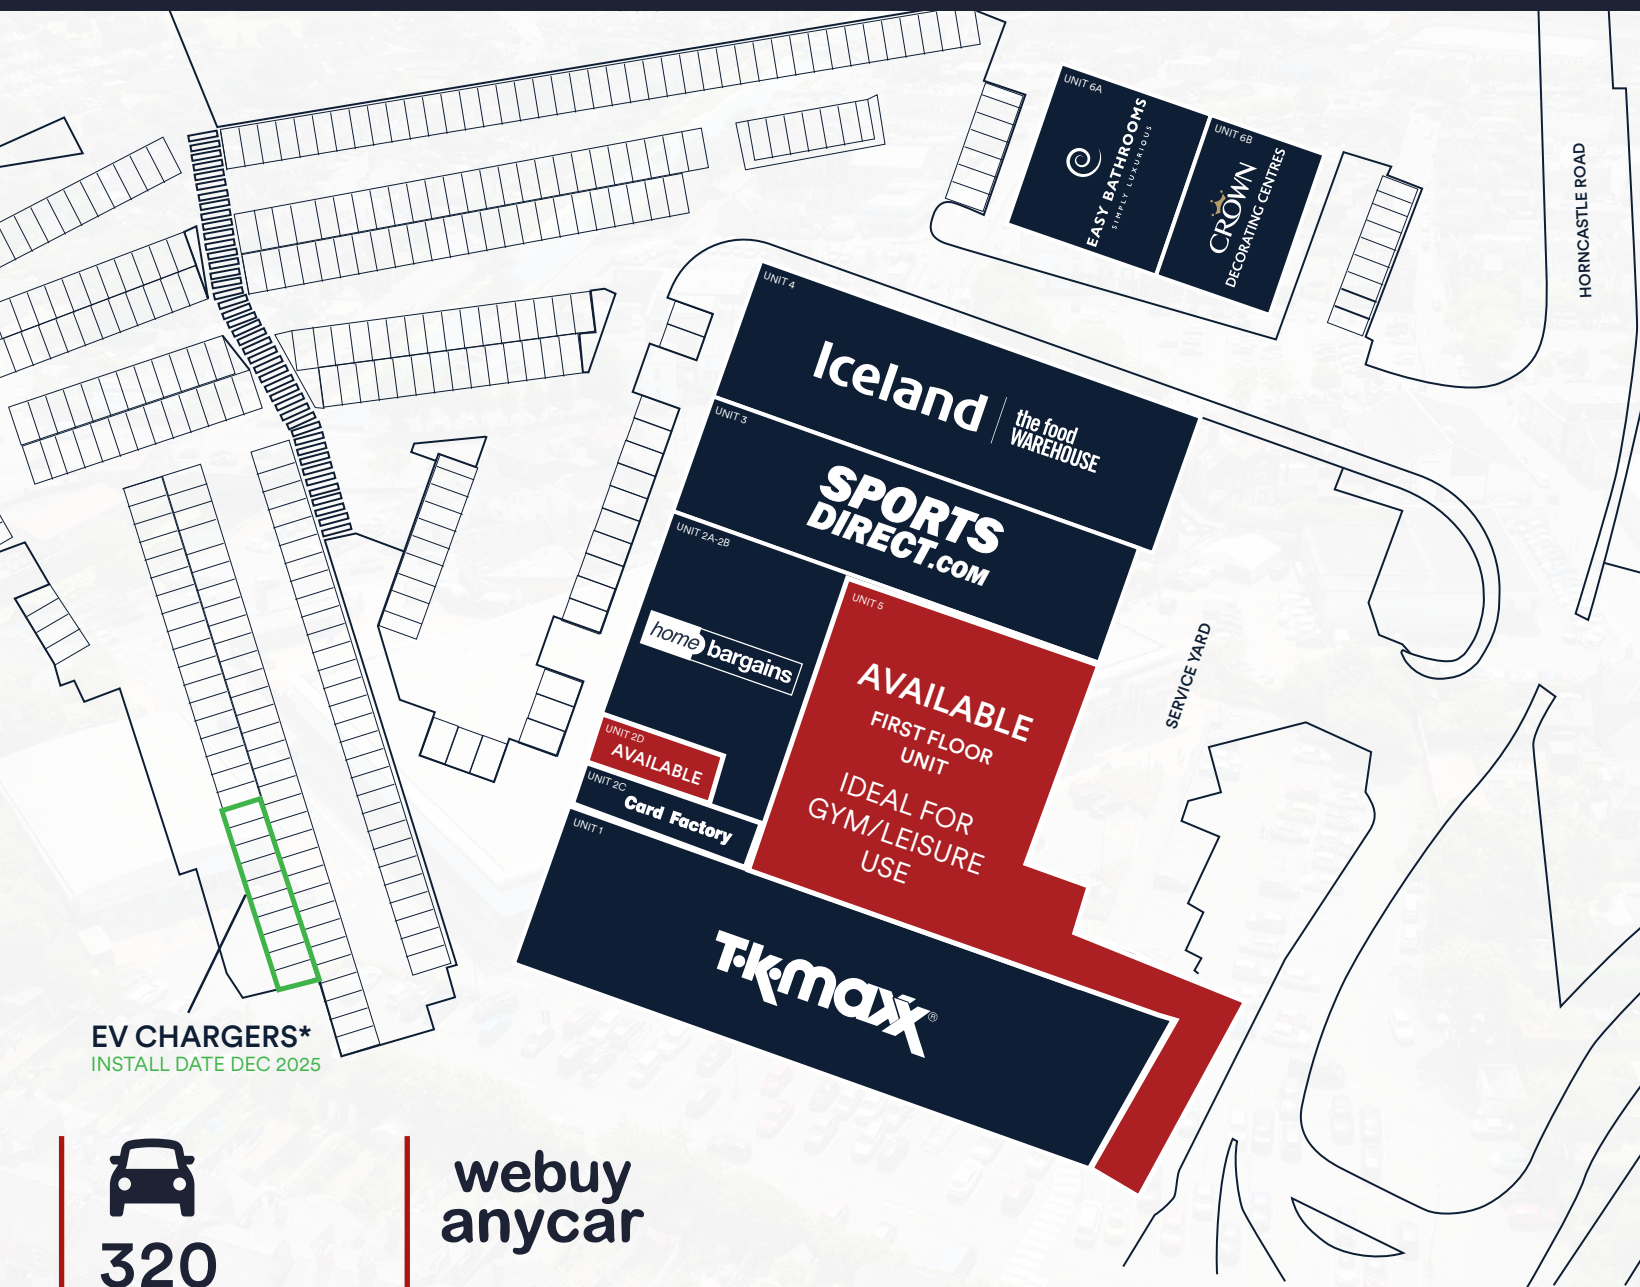 UNIT 6A
EASY BATHROOMS
SIMPLY LUXURIOUS
UNIT 6B
CROWN
DECORATING CENTRES
HORNCASTLE ROAD
UNIT 4
Iceland
the food
WAREHOUSE
UNIT 3
SPORTS
DIRECT.COM
UNIT 2A-2B
home bargains
UNIT 5
AVAILABLE
FIRST FLOOR
UNIT
IDEAL FOR
GYM/LEISURE
USE
SERVICE YARD
UNIT 2D
AVAILABLE
UNIT 2C
Card Factory
UNIT 1
T·K·maxx®
EV CHARGERS*
INSTALL DATE DEC 2025
320
webuy
anycar